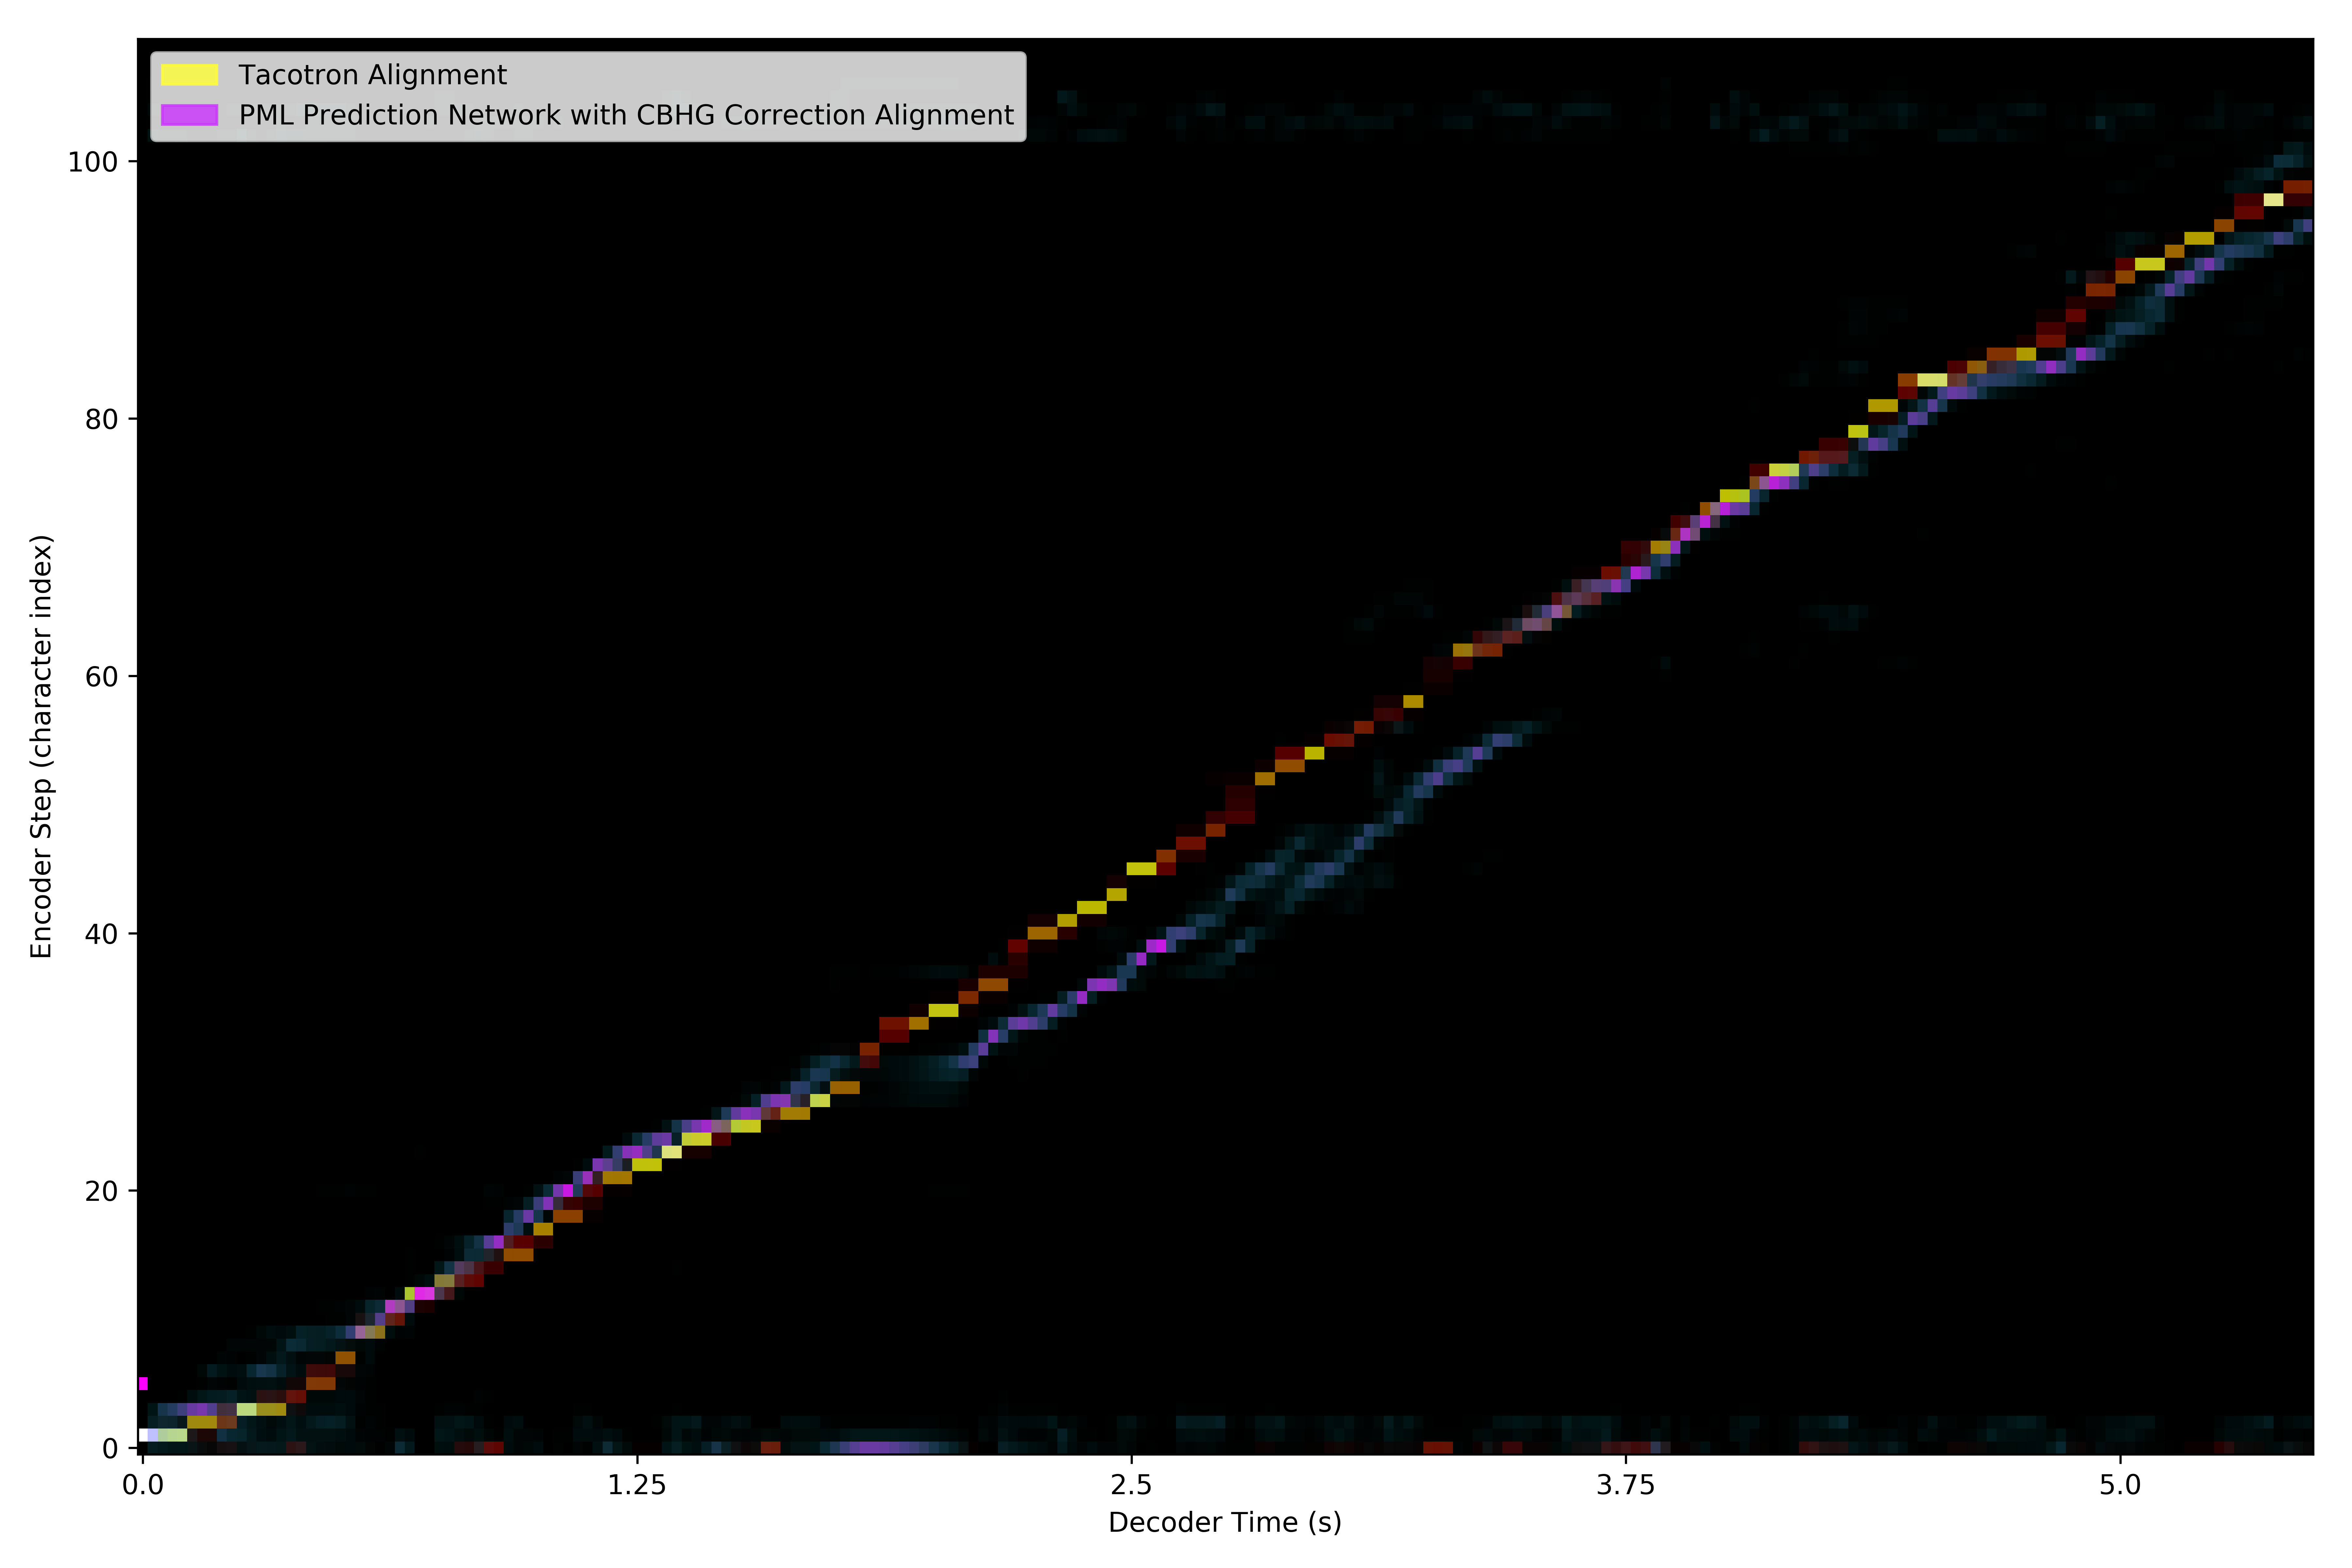 Tacotron Alignment
PML Prediction Network with CBHG Correction Alignment
100
80
60
40
20
0
Encoder Step (character index)
0.0 1.25 2.5 3.75 5.0
Decoder Time (s)